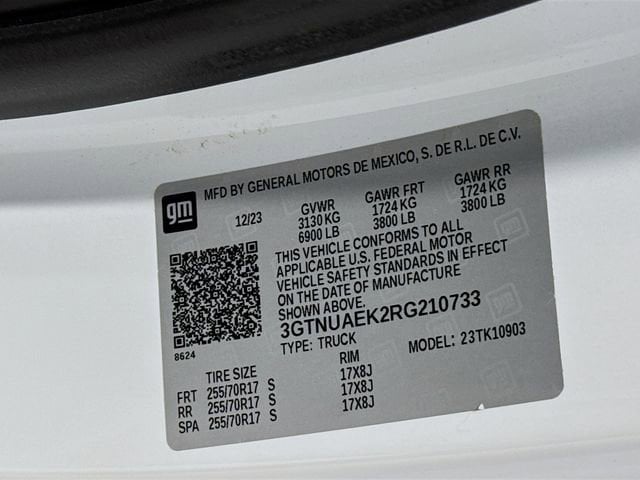 gm
MFD BY GENERAL MOTORS DE MEXICO, S. DE R.L. DE C.V.
12/23 GVWR GAWR FRT GAWR RR
3130 KG 1724 KG 1724 KG
6900 LB 3800 LB 3800 LB
THIS VEHICLE CONFORMS TO ALL
APPLICABLE U.S. FEDERAL MOTOR
VEHICLE SAFETY STANDARDS IN EFFECT
ON THE DATE OF MANUFACTURE
SHOWN ABOVE.
3GTNUAEK2RG210733
8624
TYPE: TRUCK MODEL: 23TK10903
TIRE SIZE RIM
FRT 255/70R17 S 17X8J
RR 255/70R17 S 17X8J
SPA 255/70R17 S 17X8J